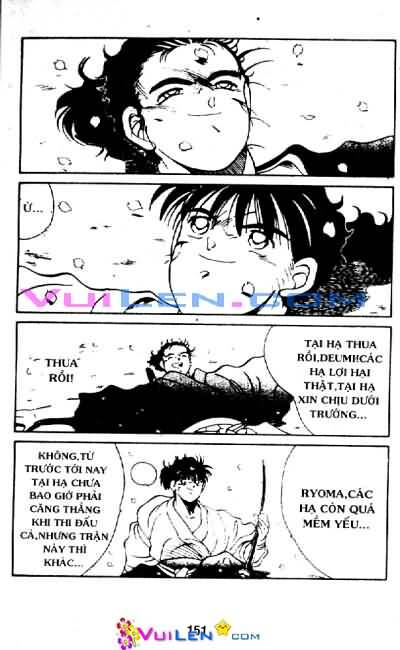 Ừ...
VUILEN.COM
TẠI HẠ THUA
RỒI,DEUMI!CÁC
HẠ LỢI HẠI
THẬT,TẠI HẠ
XIN CHỊU DƯỚI
TRƯỚNG...
THUA
RỒI!
KHÔNG,TỪ
TRƯỚC TỚI NAY
TẠI HẠ CHƯA
BAO GIỜ PHẢI
CĂNG THẲNG
KHI THI ĐẤU
CẢ,NHƯNG TRẬN
NÀY THÌ
KHÁC...
RYOMA,CÁC
HẠ CÒN QUÁ
MỀM YẾU...
151
VUILEN.COM